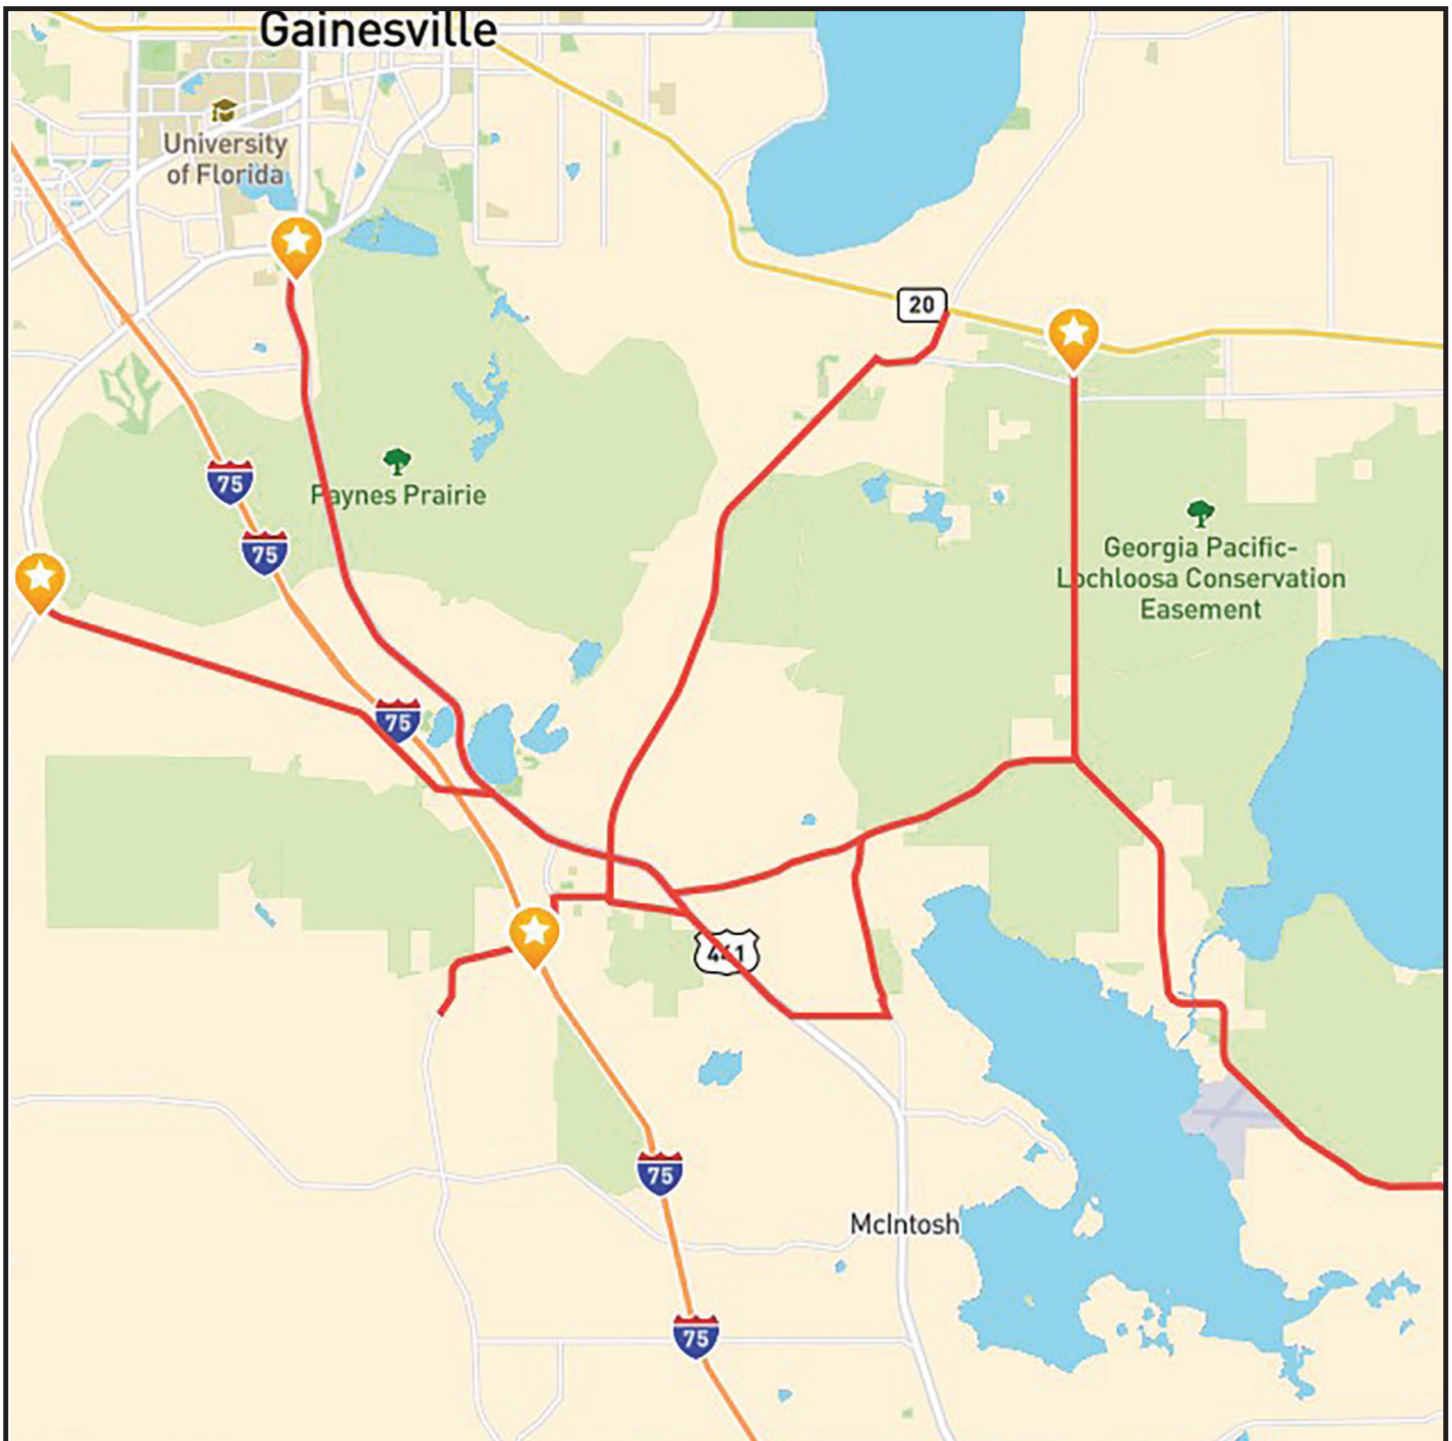 Gainesville
University
of Florida
20
75
Paynes Prairie
75
Georgia Pacific-
Lochloosa Conservation
Easement
75
441
75
McIntosh
75